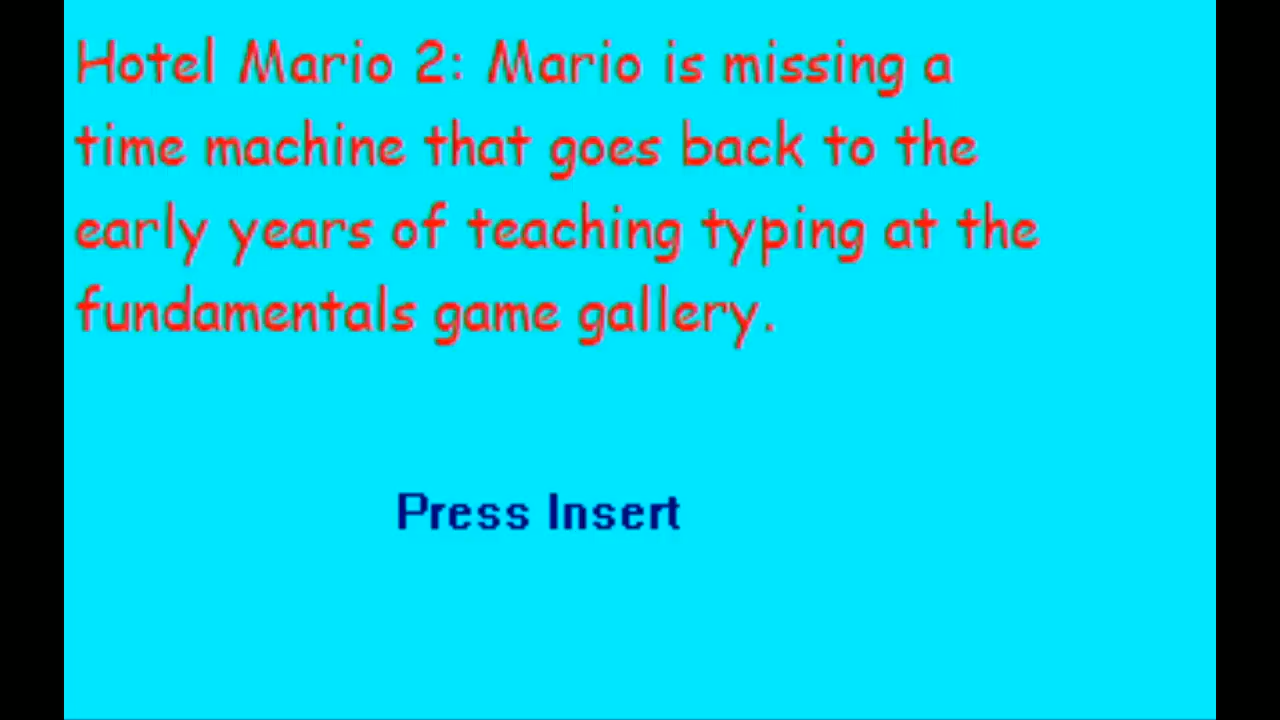 Hotel Mario 2: Mario is missing a
time machine that goes back to the
early years of teaching typing at the
fundamentals game gallery.
Press Insert